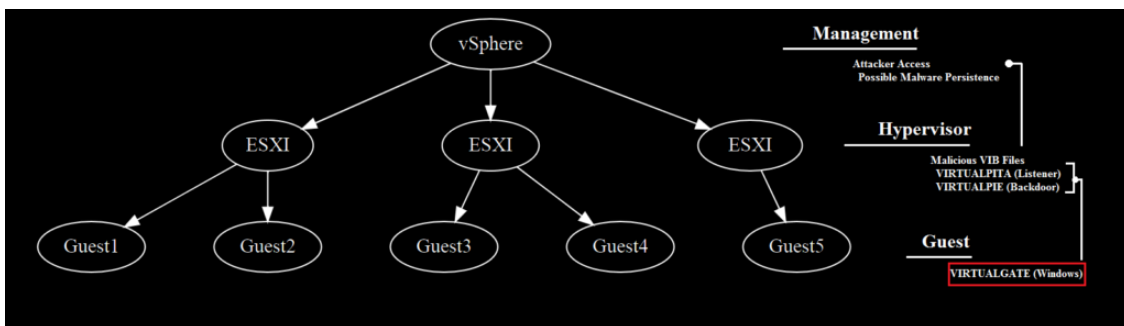 vSphere
Management
Attacker Access
Possible Malware Persistence
ESXI
ESXI
ESXI
Hypervisor
Malicious VIB Files
VIRTUALPITA (Listener)
VIRTUALPIE (Backdoor)
Guest1
Guest2
Guest3
Guest4
Guest5
Guest
VIRTUALGATE (Windows)